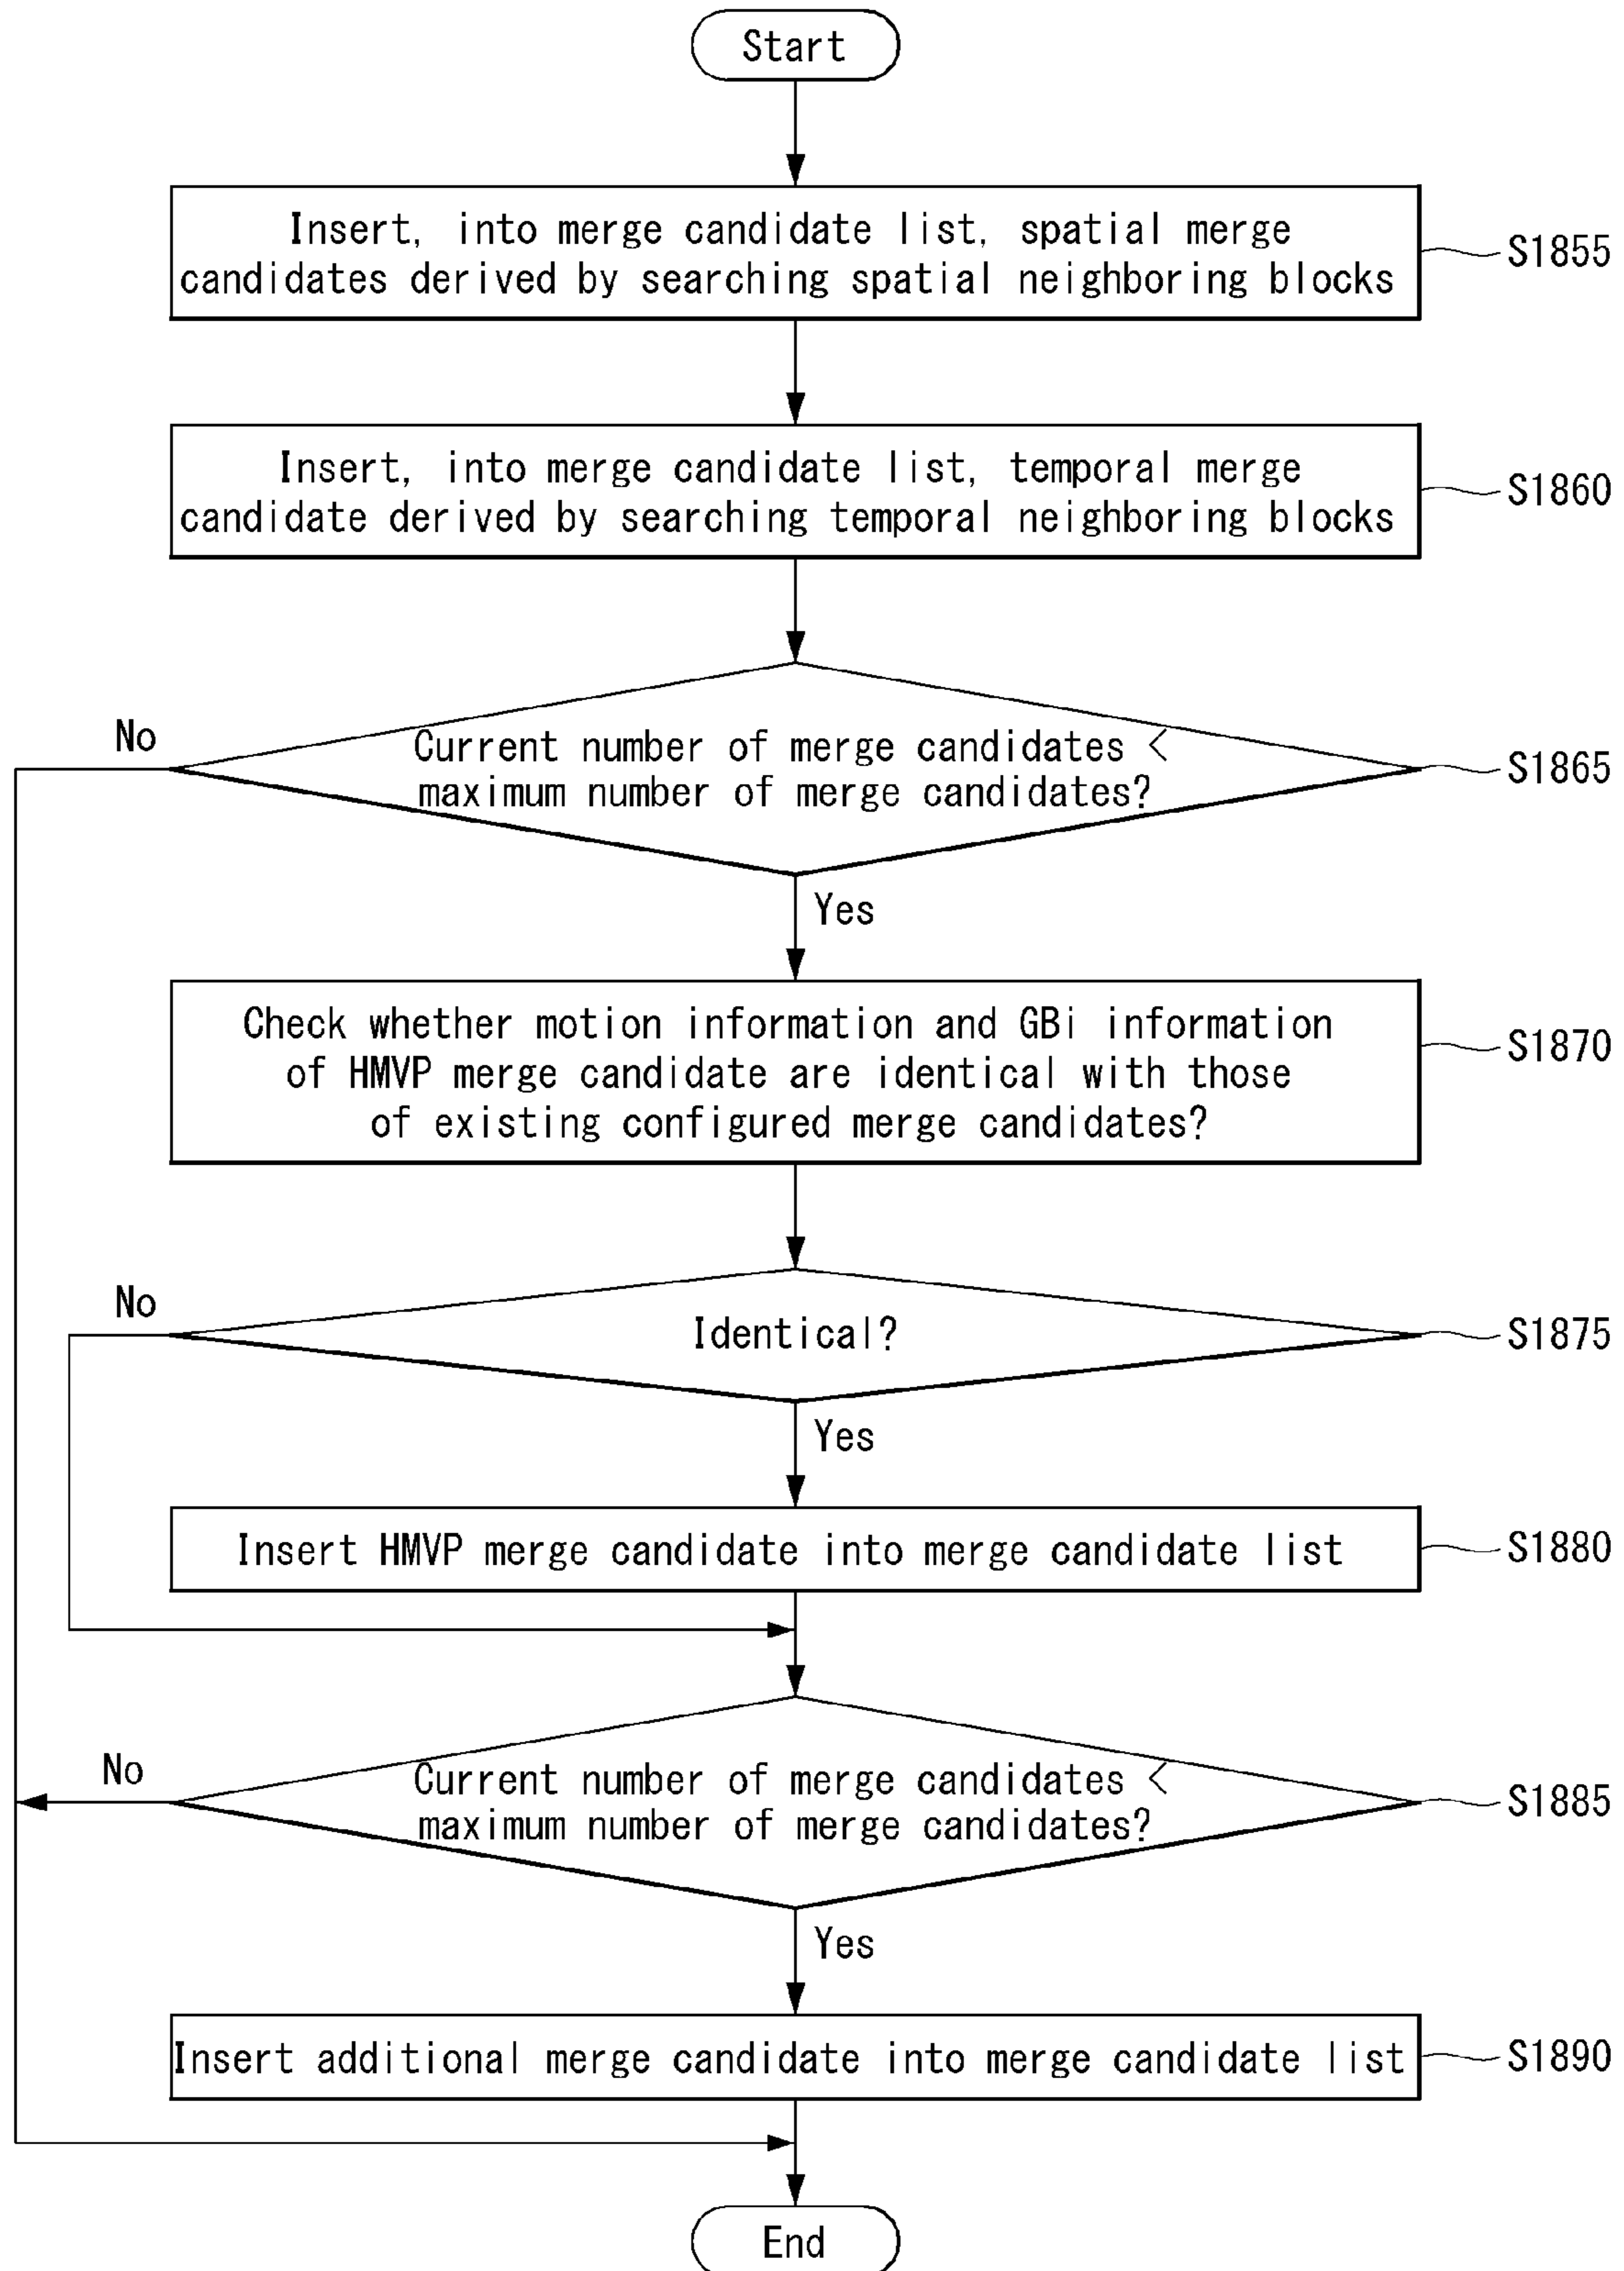 Start
Insert, into merge candidate list, spatial merge
candidates derived by searching spatial neighboring blocks
S1855
Insert, into merge candidate list, temporal merge
candidate derived by searching temporal neighboring blocks
S1860
No
Current number of merge candidates <
maximum number of merge candidates?
S1865
Yes
Check whether motion information and GBi information
of HMVP merge candidate are identical with those
of existing configured merge candidates?
S1870
No
Identical?
S1875
Yes
Insert HMVP merge candidate into merge candidate list
S1880
No
Current number of merge candidates <
maximum number of merge candidates?
S1885
Yes
Insert additional merge candidate into merge candidate list
S1890
End